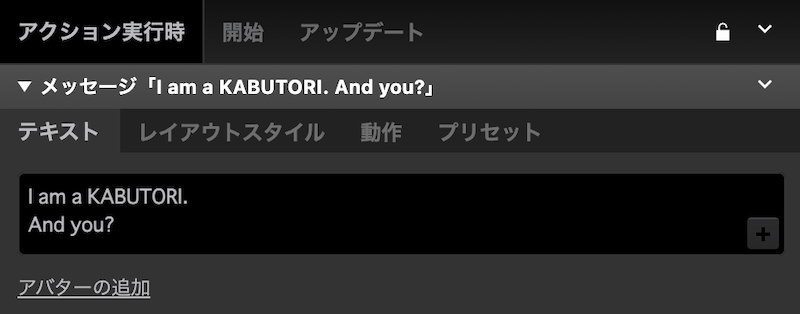 アクション実行時 開始 アップデート
▼ メッセージ「I am a KABUTORI. And you?」
テキスト レイアウトスタイル 動作 プリセット
I am a KABUTORI.
And you?
アバターの追加